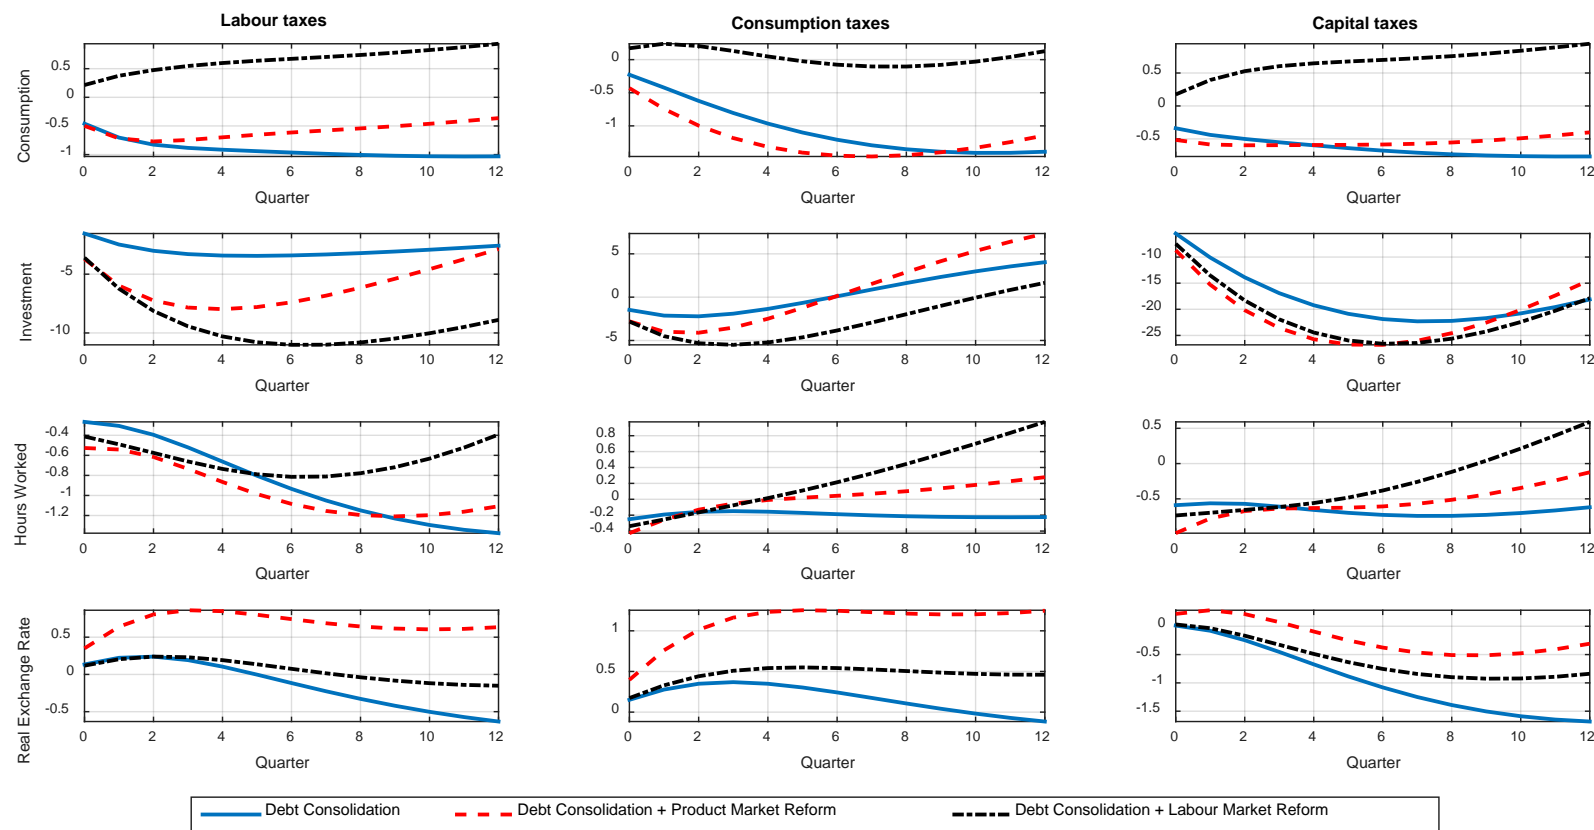 Labour taxes
Consumption taxes
Capital taxes
Consumption
0.5
0
-0.5
-1
0 2 4 6 8 10 12
Quarter
0
-0.5
-1
0 2 4 6 8 10 12
Quarter
0.5
0
-0.5
0 2 4 6 8 10 12
Quarter
Investment
-5
-10
0 2 4 6 8 10 12
Quarter
5
0
-5
0 2 4 6 8 10 12
Quarter
-10
-15
-20
-25
0 2 4 6 8 10 12
Quarter
Hours Worked
-0.4
-0.6
-0.8
-1
-1.2
0 2 4 6 8 10 12
Quarter
0.8
0.6
0.4
0.2
0
-0.2
-0.4
0 2 4 6 8 10 12
Quarter
0.5
0
-0.5
0 2 4 6 8 10 12
Quarter
Real Exchange Rate
0.5
0
-0.5
0 2 4 6 8 10 12
Quarter
1
0.5
0
0 2 4 6 8 10 12
Quarter
0
-0.5
-1
-1.5
0 2 4 6 8 10 12
Quarter
Debt Consolidation
Debt Consolidation + Product Market Reform
Debt Consolidation + Labour Market Reform